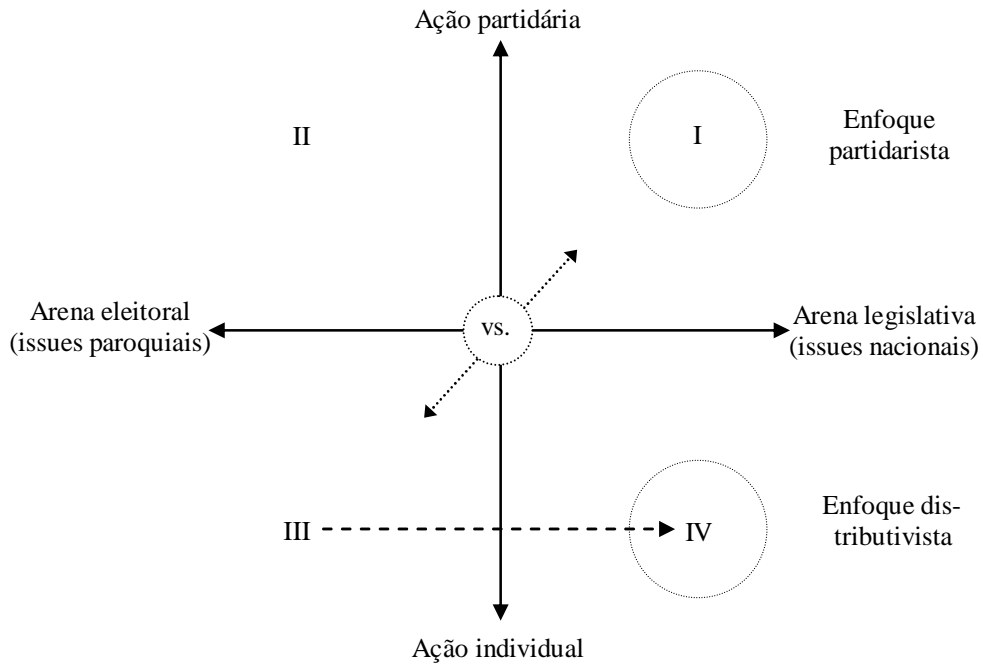 Ação partidária
II
I
Enfoque
partidarista
Arena eleitoral
(issues paroquiais)
vs.
Arena legislativa
(issues nacionais)
III
IV
Enfoque dis-
tributivista
Ação individual